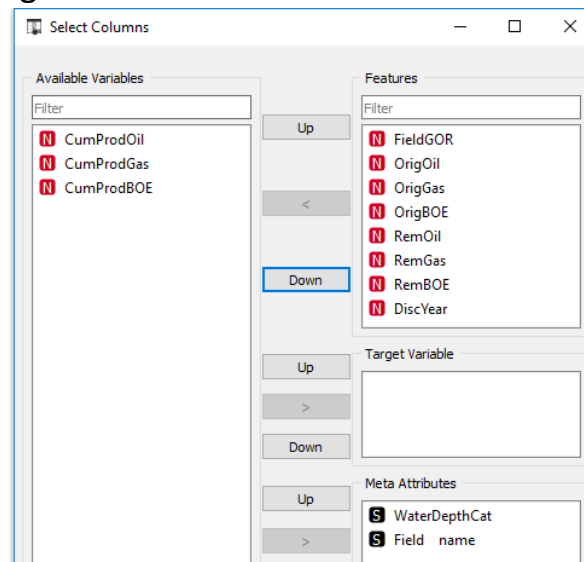 Select Columns
Available Variables
Filter
N CumProdOil
N CumProdGas
N CumProdBOE
Up
<
Down
Features
Filter
N FieldGOR
N OrigOil
N OrigGas
N OrigBOE
N RemOil
N RemGas
N RemBOE
N DiscYear
Up
>
Down
Target Variable
Up
>
Meta Attributes
S WaterDepthCat
S Field name